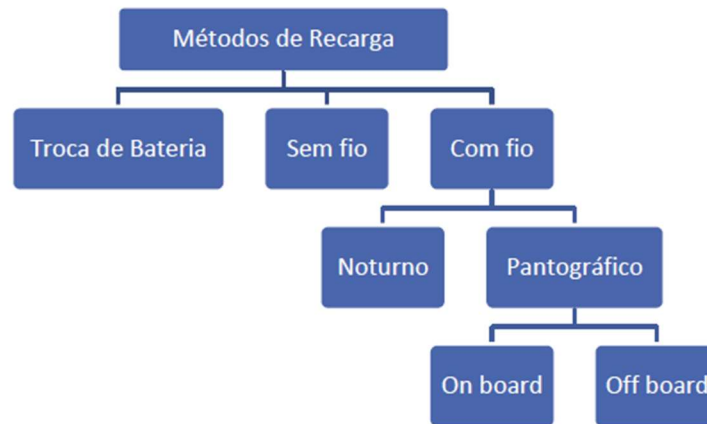 Métodos de Recarga
Troca de Bateria
Sem fio
Com fio
Noturno
Pantográfico
On board
Off board